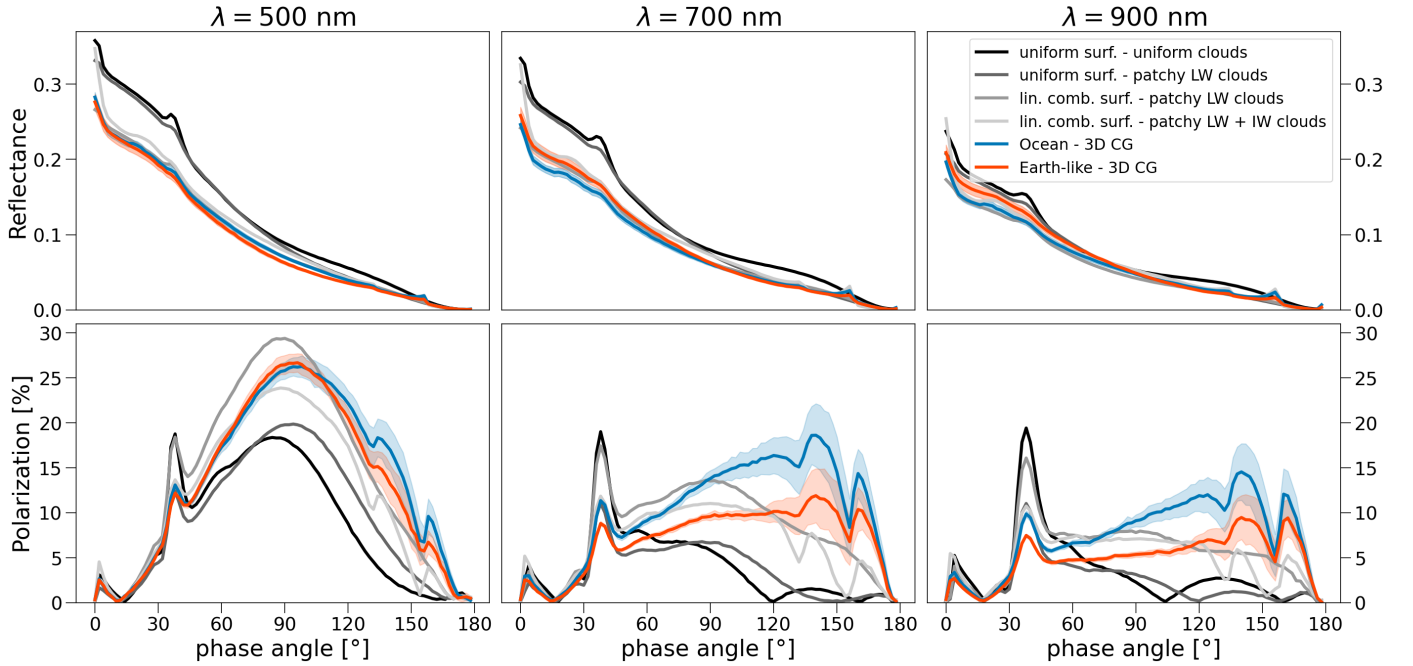 λ = 500 nm
λ = 700 nm
λ = 900 nm
Reflectance
0.3
0.2
0.1
0.0
uniform surf. - uniform clouds
uniform surf. - patchy LW clouds
lin. comb. surf. - patchy LW clouds
lin. comb. surf. - patchy LW + IW clouds
Ocean - 3D CG
Earth-like - 3D CG
0.3
0.2
0.1
0.0
Polarization [%]
30
25
20
15
10
5
0
30
25
20
15
10
5
0
0 30 60 90 120 150 180
0 30 60 90 120 150 180
0 30 60 90 120 150 180
phase angle [°]
phase angle [°]
phase angle [°]